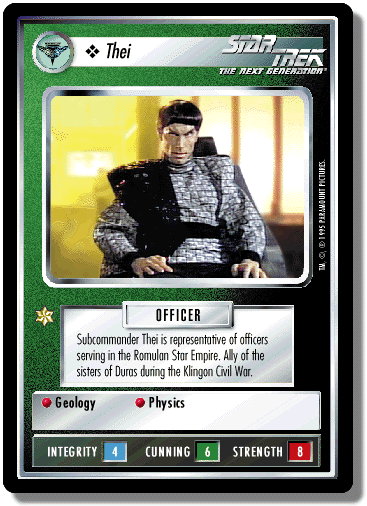 ❖ Thei
STAR TREK
THE NEXT GENERATION®
TM, ©, ® 1995 PARAMOUNT PICTURES.
OFFICER
Subcommander Thei is representative of officers
serving in the Romulan Star Empire. Ally of the
sisters of Duras during the Klingon Civil War.
Geology Physics
INTEGRITY 4 CUNNING 6 STRENGTH 8